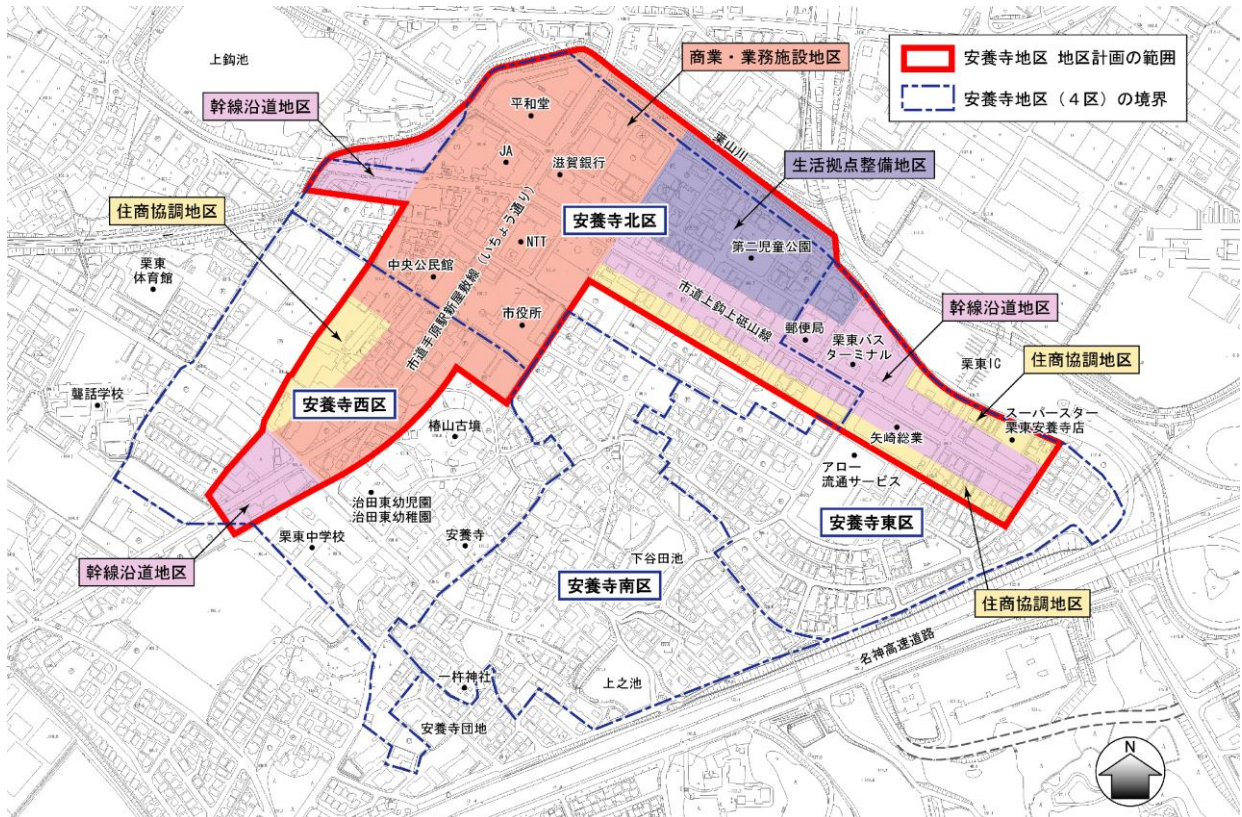 上鈎池
商業・業務施設地区
安養寺地区 地区計画の範囲
安養寺地区（４区）の境界
幹線沿道地区
平和堂
葉山川
JA
滋賀銀行
生活拠点整備地区
住商協調地区
安養寺北区
NTT
第二児童公園
栗東
体育館
中央公民館
市道手原駅新屋敷線（いちょう通り）
市役所
市道上鈎上砥山線
郵便局
幹線沿道地区
栗東バス
ターミナル
栗東IC
住商協調地区
聾話学校
安養寺西区
椿山古墳
スーパースター
栗東安養寺店
矢崎総業
アロー
流通サービス
治田東幼児園
治田東幼稚園
安養寺東区
栗東中学校
安養寺
下谷田池
幹線沿道地区
安養寺南区
住商協調地区
名神高速道路
一杵神社
上之池
安養寺団地
N